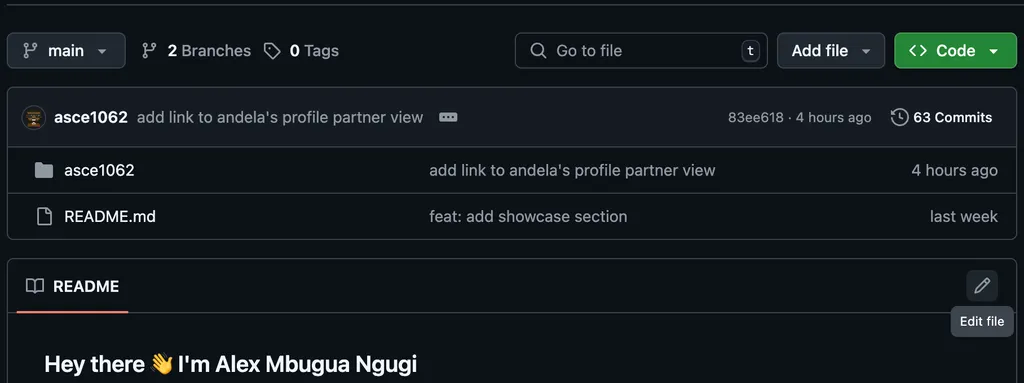 main 2 Branches 0 Tags Go to file t Add file Code
asce1062 add link to andela's profile partner view 83ee618 · 4 hours ago 63 Commits
asce1062 add link to andela's profile partner view 4 hours ago
README.md feat: add showcase section last week
README
Edit file
Hey there 👋 I'm Alex Mbugua Ngugi